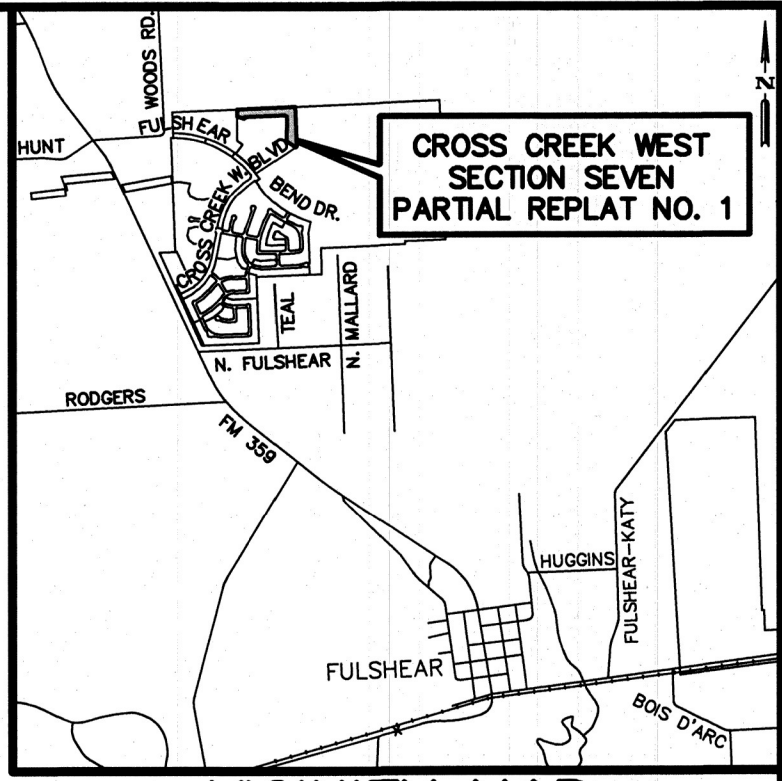 WOODS RD.
N
HUNT
FULSHEAR
BLVD.
CROSS CREEK W.
BEND DR.
CROSS CREEK WEST
SECTION SEVEN
PARTIAL REPLAT NO. 1
TEAL
N. MALLARD
N. FULSHEAR
RODGERS
FM 359
HUGGINS
FULSHEAR-KATY
FULSHEAR
BOIS D'ARC